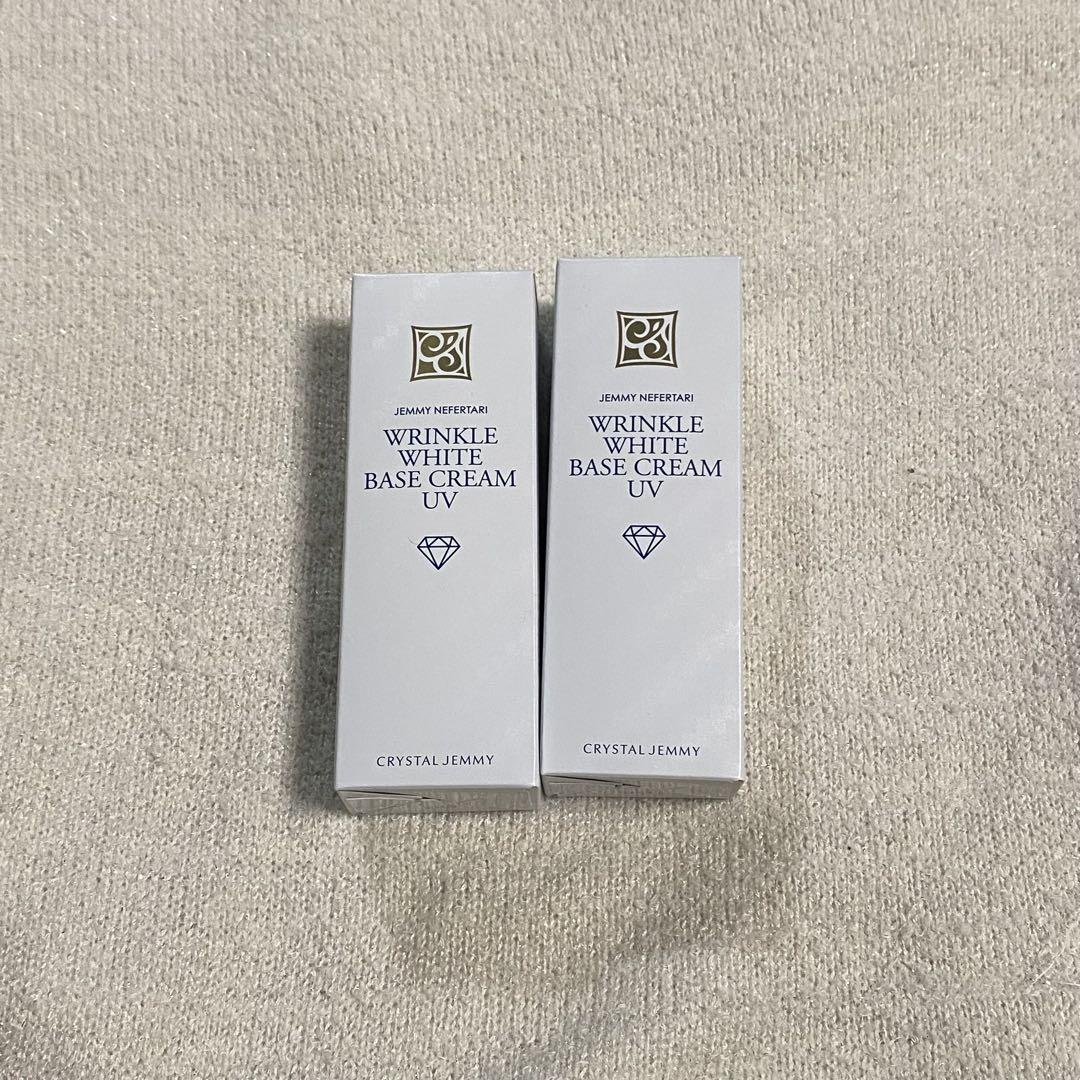 JEMMY NEFERTARI
WRINKLE
WHITE
BASE CREAM
UV
CRYSTAL JEMMY
JEMMY NEFERTARI
WRINKLE
WHITE
BASE CREAM
UV
CRYSTAL JEMMY